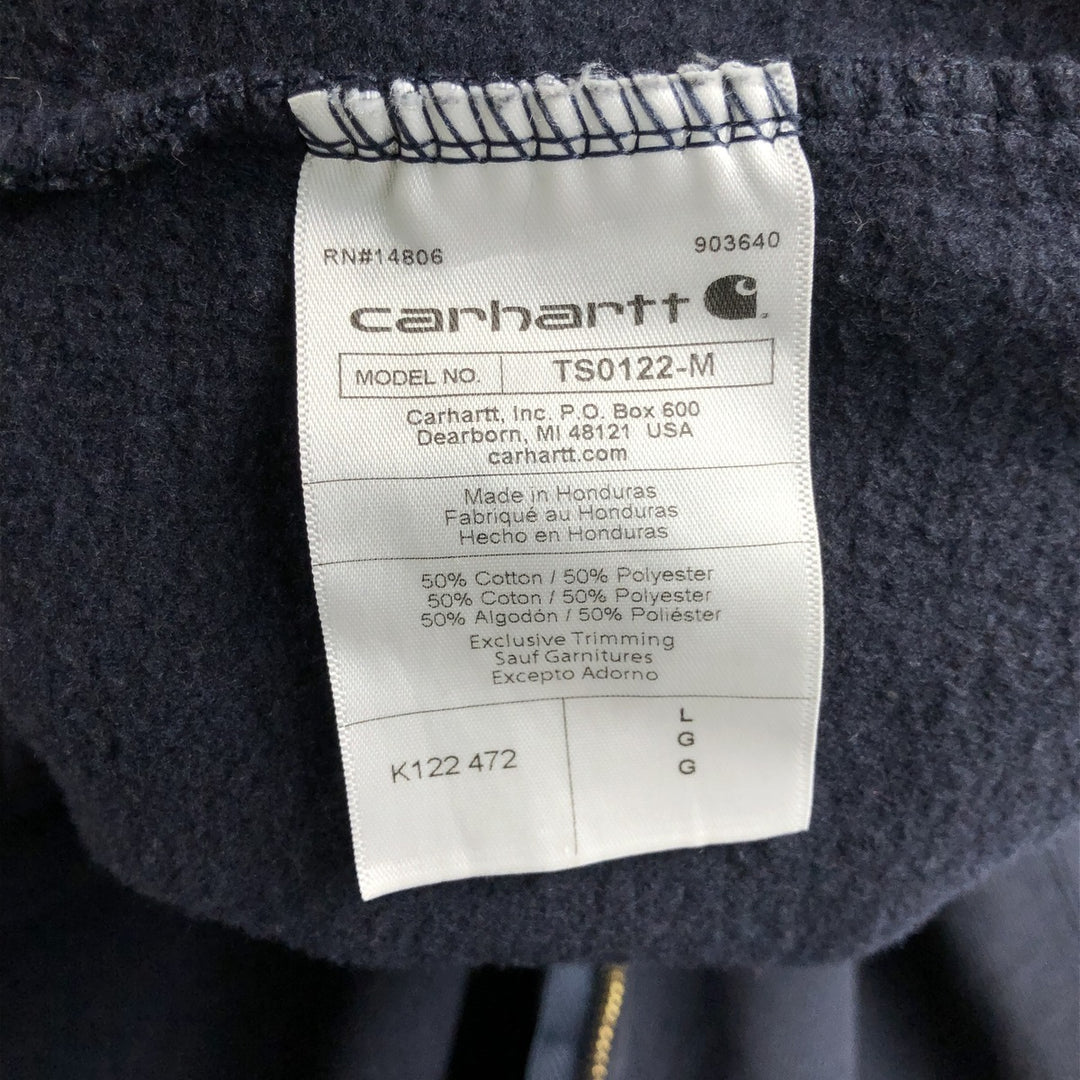 RN#14806 903640
carhartt
MODEL NO. TS0122-M
Carhartt, Inc. P.O. Box 600
Dearborn, MI 48121 USA
carhartt.com
Made in Honduras
Fabriqué au Honduras
Hecho en Honduras
50% Cotton / 50% Polyester
50% Coton / 50% Polyester
50% Algodón / 50% Poliéster
Exclusive Trimming
Sauf Garnitures
Excepto Adorno
K122 472
L
G
G